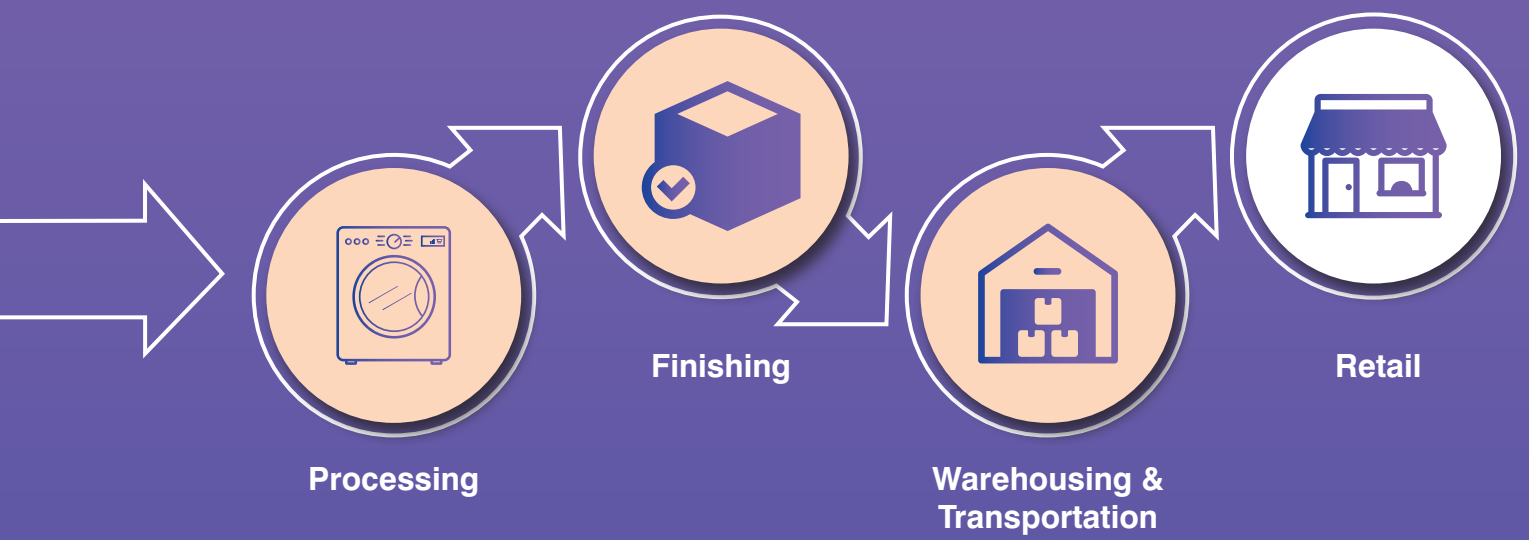 Processing
Finishing
Warehousing &
Transportation
Retail